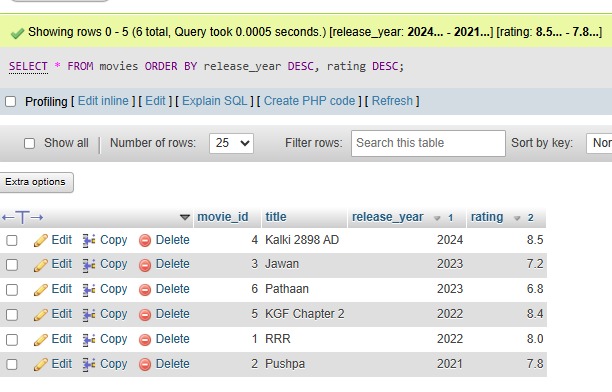 Showing rows 0 - 5 (6 total, Query took 0.0005 seconds.) [release_year: 2024... - 2021...] [rating: 8.5... - 7.8...]
SELECT * FROM movies ORDER BY release_year DESC, rating DESC;
Profiling [ Edit inline ] [ Edit ] [ Explain SQL ] [ Create PHP code ] [ Refresh ]
Show all Number of rows: 25 Filter rows: Search this table Sort by key: Nor
Extra options
←T→ movie_id title release_year 1 rating 2
Edit Copy Delete 4 Kalki 2898 AD 2024 8.5
Edit Copy Delete 3 Jawan 2023 7.2
Edit Copy Delete 6 Pathaan 2023 6.8
Edit Copy Delete 5 KGF Chapter 2 2022 8.4
Edit Copy Delete 1 RRR 2022 8.0
Edit Copy Delete 2 Pushpa 2021 7.8